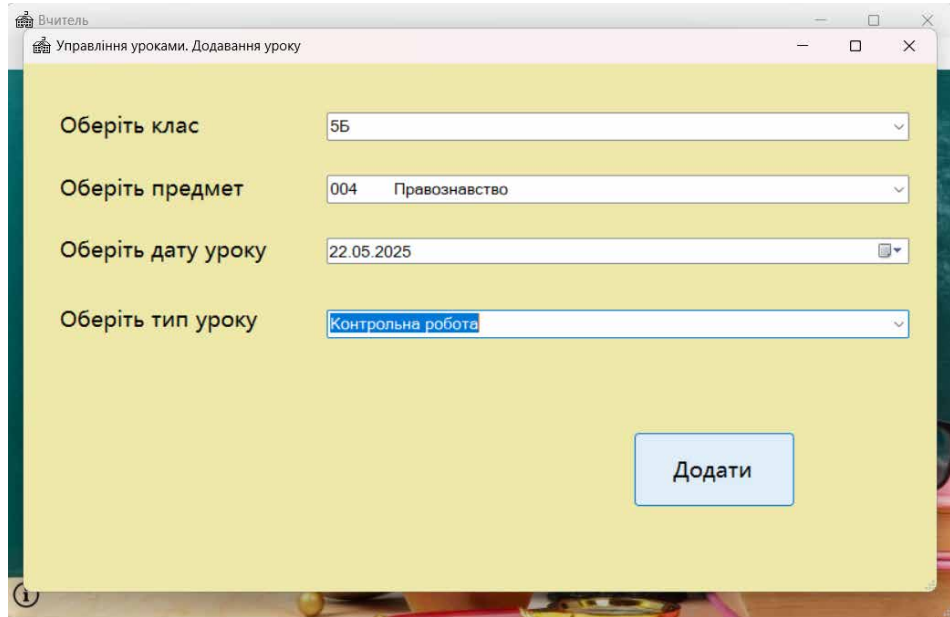 Вчитель
Управління уроками. Додавання уроку
Оберіть клас 5Б
Оберіть предмет 004 Правознавство
Оберіть дату уроку 22.05.2025
Оберіть тип уроку Контрольна робота
Додати